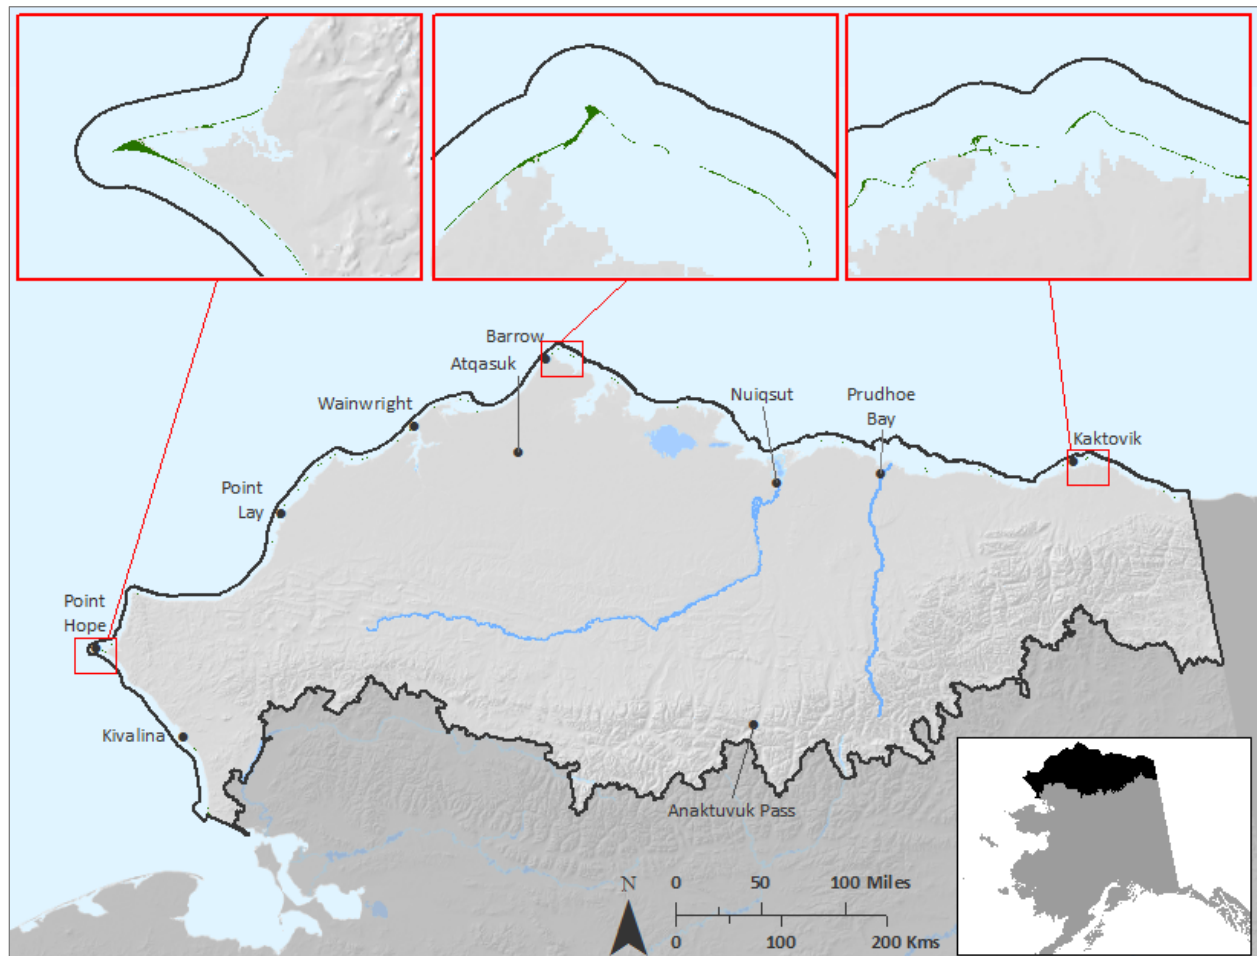 Barrow
Atqasuk
Wainwright
Nuiqsut
Prudhoe
Bay
Kaktovik
Point
Lay
Point
Hope
Kivalina
Anaktuvuk Pass
N
0 50 100 Miles
0 100 200 Kms